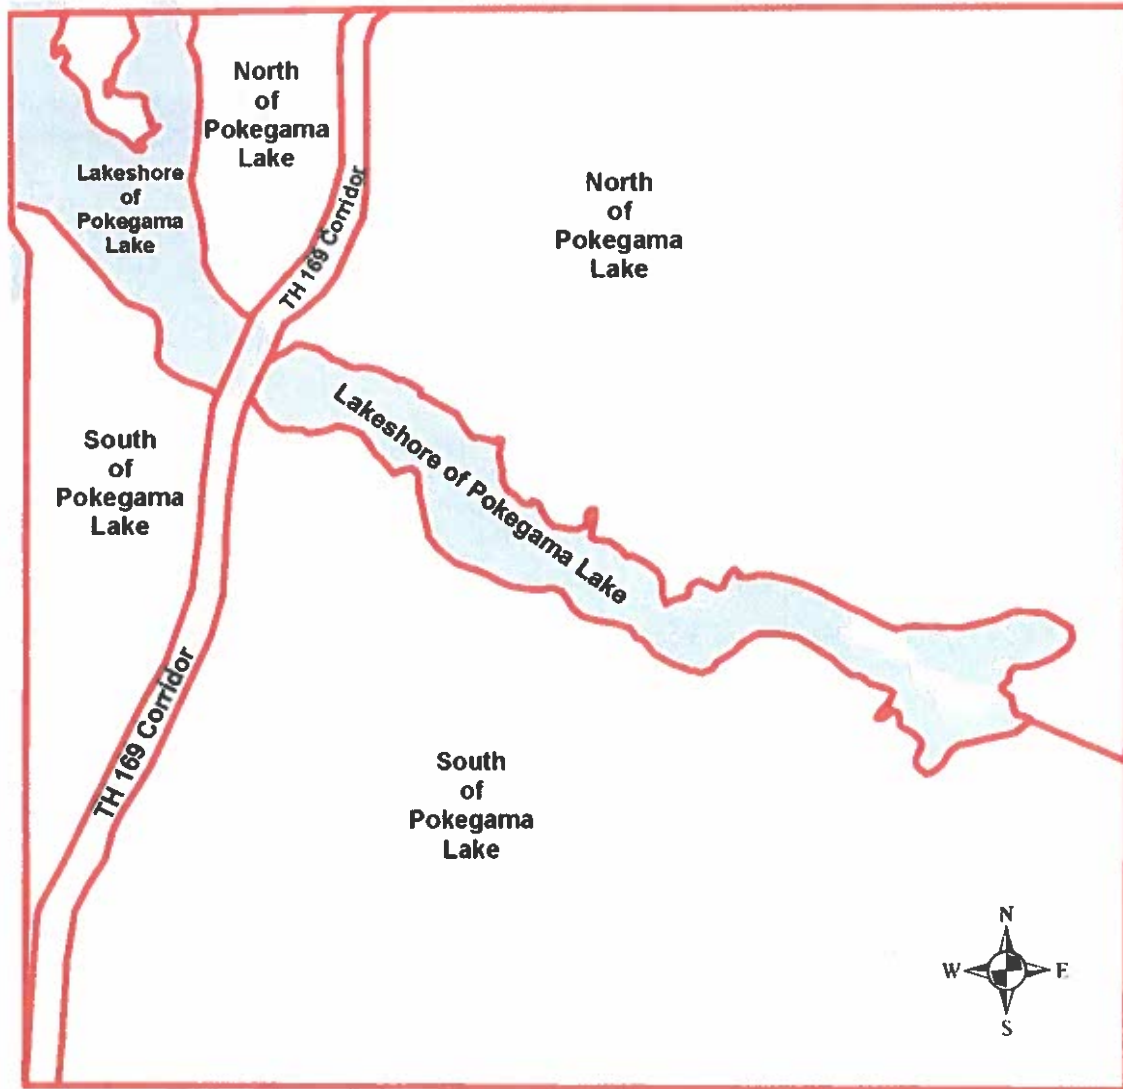 North
of
Pokegama
Lake
Lakeshore
of
Pokegama
Lake
TH 169 Corridor
North
of
Pokegama
Lake
Lakeshore of Pokegama Lake
South
of
Pokegama
Lake
TH 169 Corridor
South
of
Pokegama
Lake
N
W E
S